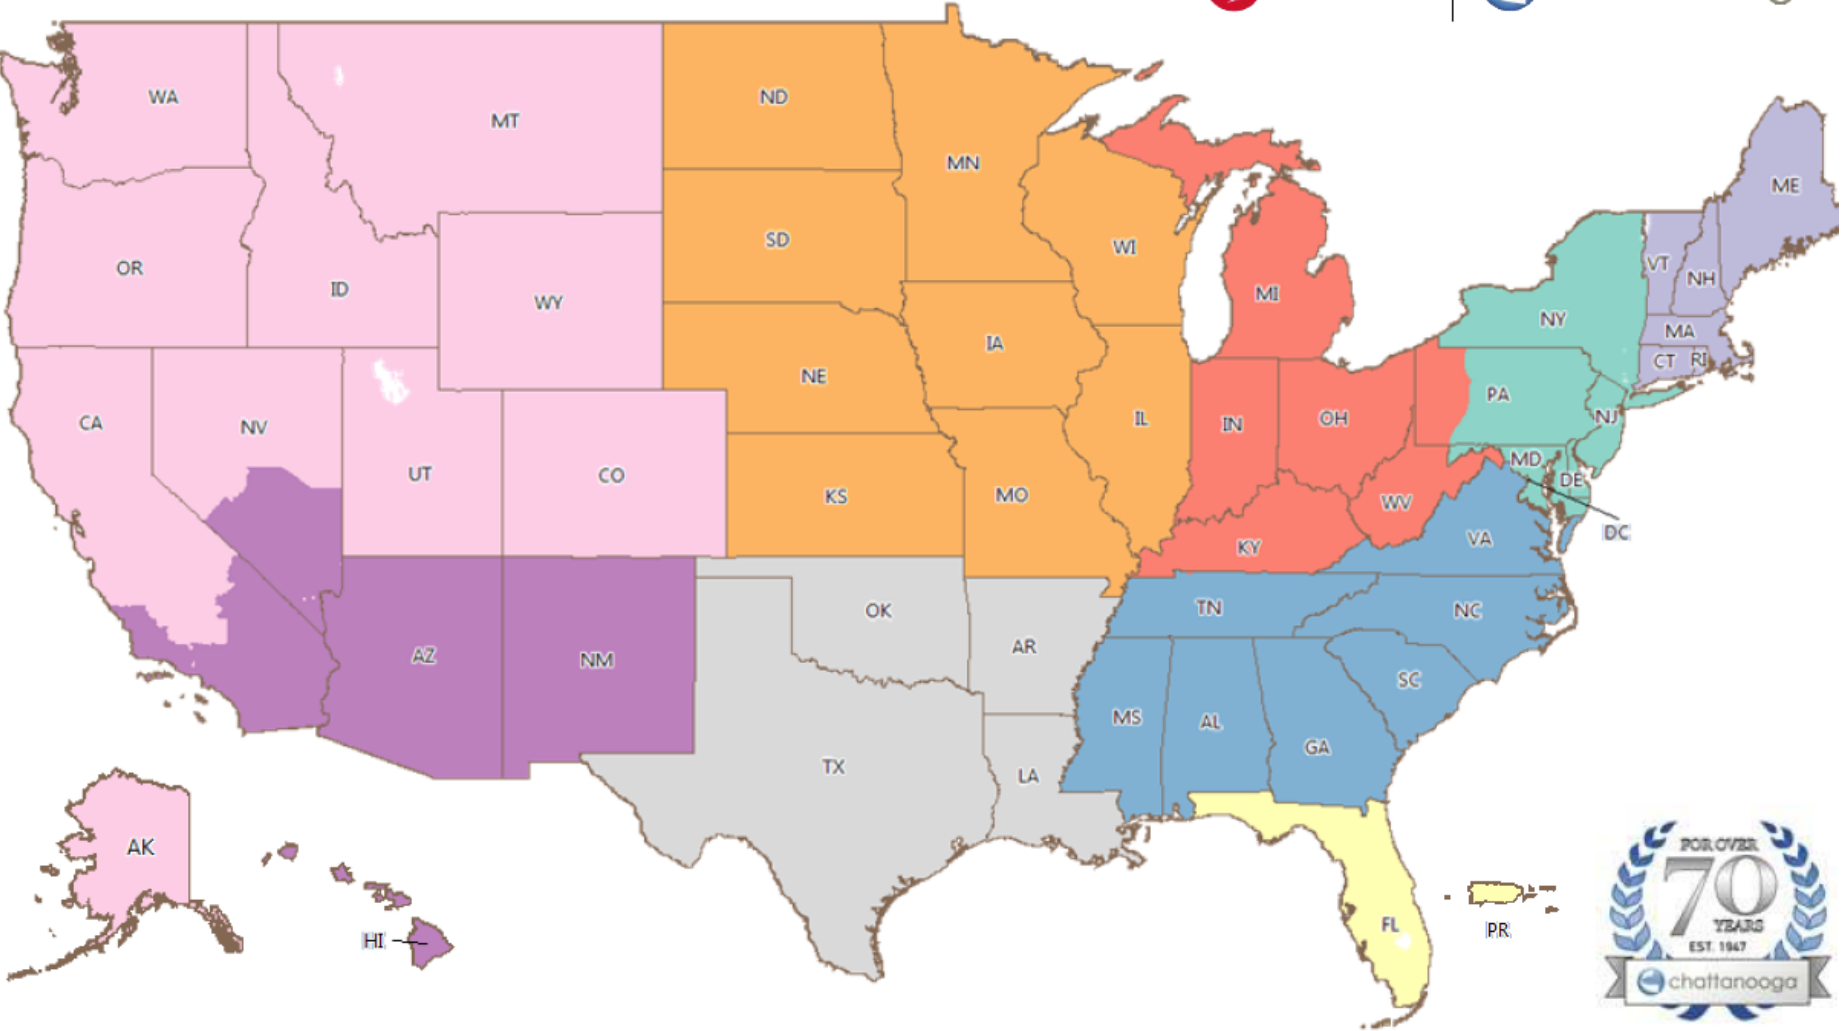 WA
MT
ND
MN
ME
OR
ID
WY
SD
WI
MI
VT
NH
NY
MA
CT
RI
IA
NE
PA
NJ
CA
NV
UT
CO
KS
MO
IL
IN
OH
WV
MD
DE
DC
VA
KY
TN
NC
OK
AR
AZ
NM
SC
MS
AL
GA
TX
LA
AK
HI
FL
PR
FOR OVER
70
YEARS
EST. 1947
chattanooga